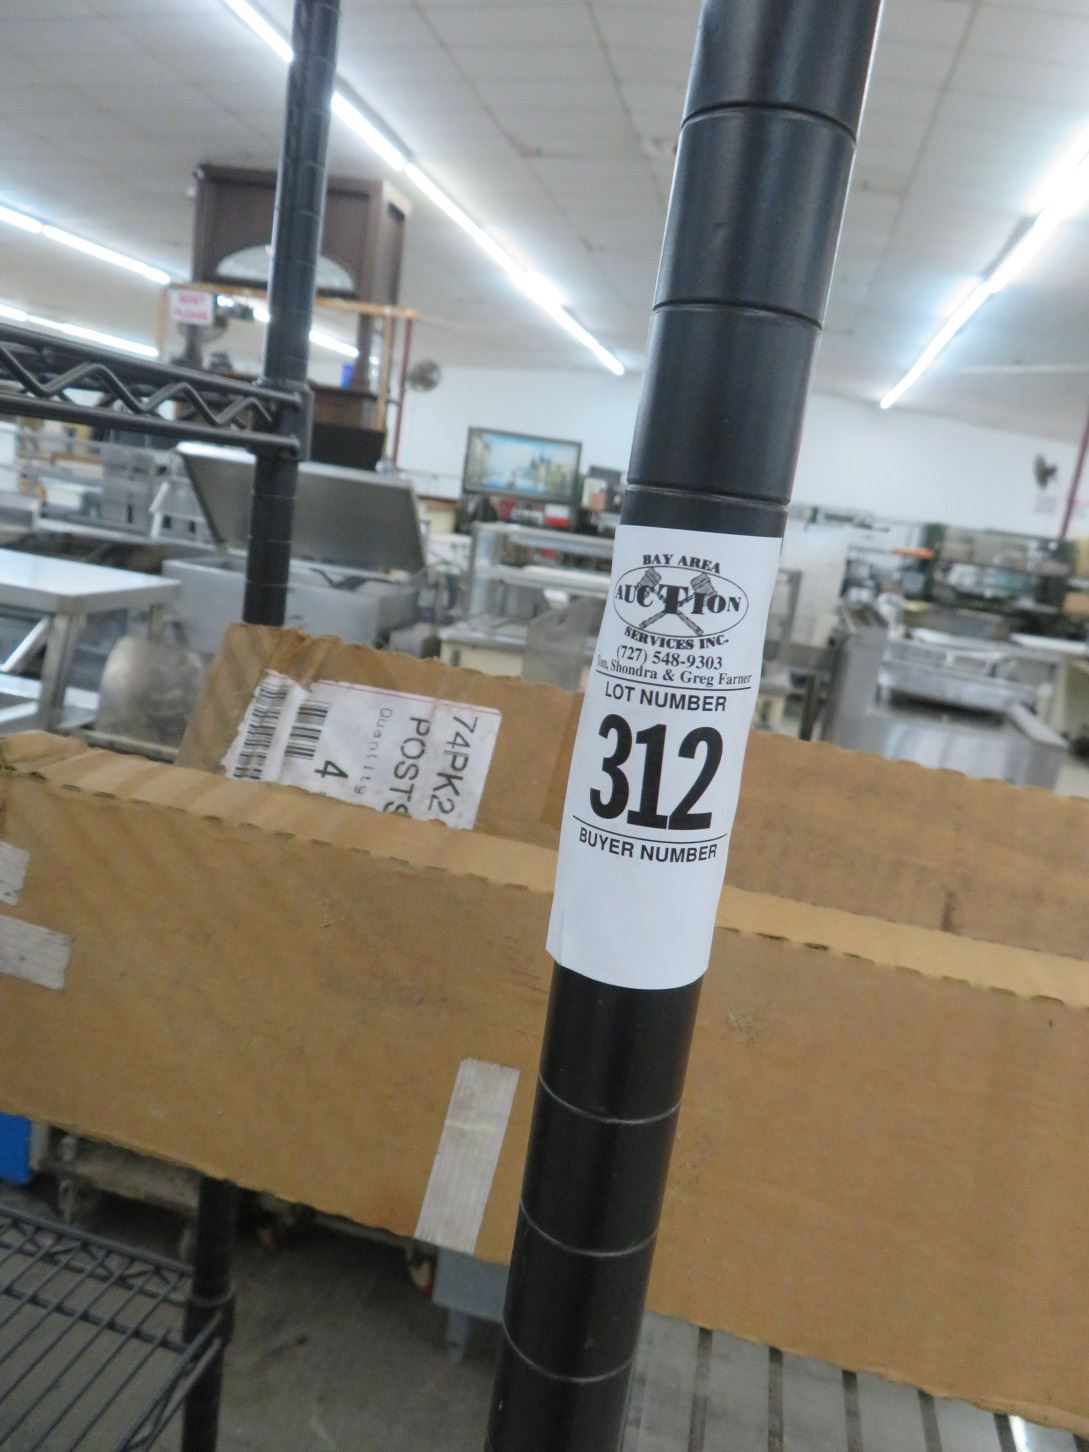 BAY AREA
AUCTION
SERVICES INC.
(727) 548-9303
Tom, Shondra & Greg Farner
LOT NUMBER
312
BUYER NUMBER
74PK2
POSTS
Quantity
4